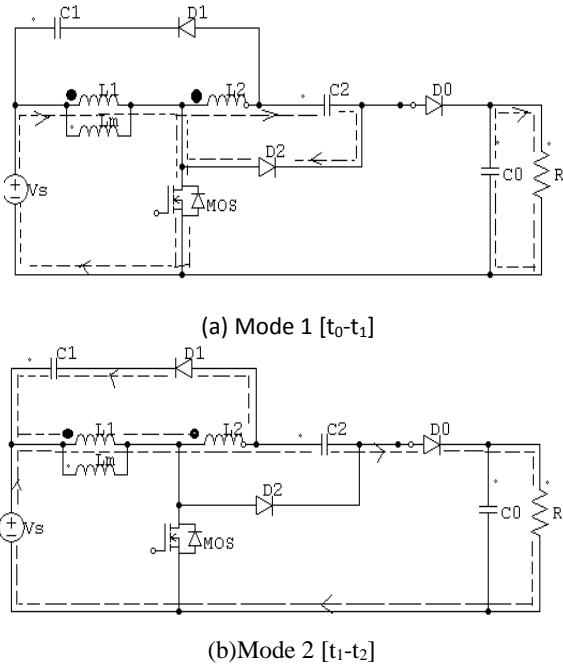 C1 D1
L1 L2 C2 D0
Lm
D2
Vs MOS C0 R
(a) Mode 1 [t₀-t₁]
C1 D1
L1 L2 C2 D0
Lm
D2
Vs MOS C0 R
(b)Mode 2 [t₁-t₂]